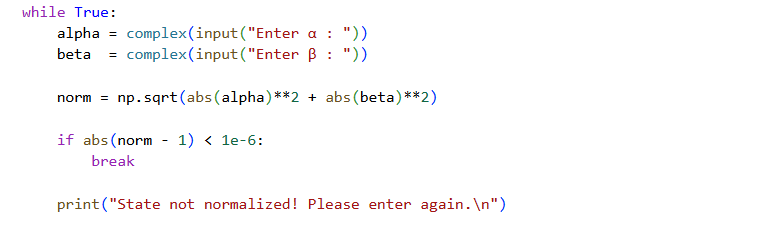 while True:
    alpha = complex(input("Enter α : "))
    beta  = complex(input("Enter β : "))
    norm = np.sqrt(abs(alpha)**2 + abs(beta)**2)
    if abs(norm - 1) < 1e-6:
        break
    print("State not normalized! Please enter again.\n")